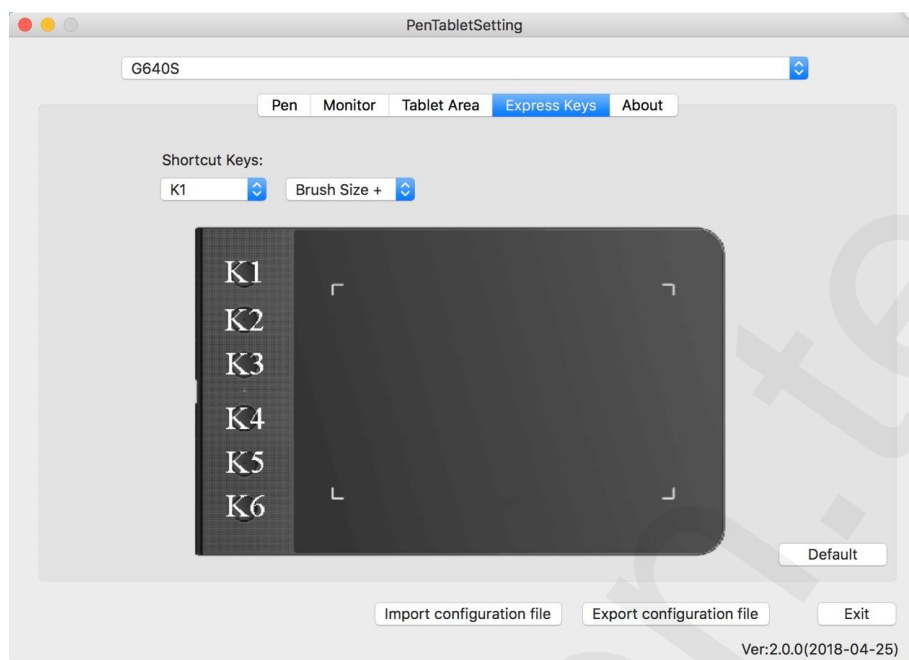 PenTabletSetting
G640S
Pen Monitor Tablet Area Express Keys About
Shortcut Keys:
K1 Brush Size +
K1
K2
K3
K4
K5
K6
Default
Import configuration file Export configuration file Exit
Ver:2.0.0(2018-04-25)